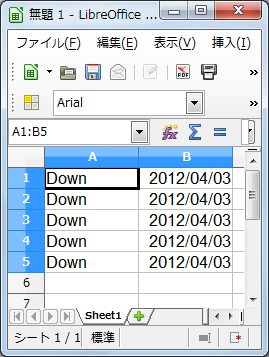 無題 1 - LibreOffice ...
ファイル(F) 編集(E) 表示(V) 挿入(I)
PDF
Arial
A1:B5
A B
1 Down 2012/04/03
2 Down 2012/04/03
3 Down 2012/04/03
4 Down 2012/04/03
5 Down 2012/04/03
6
7
Sheet1
シート 1 / 1 標準